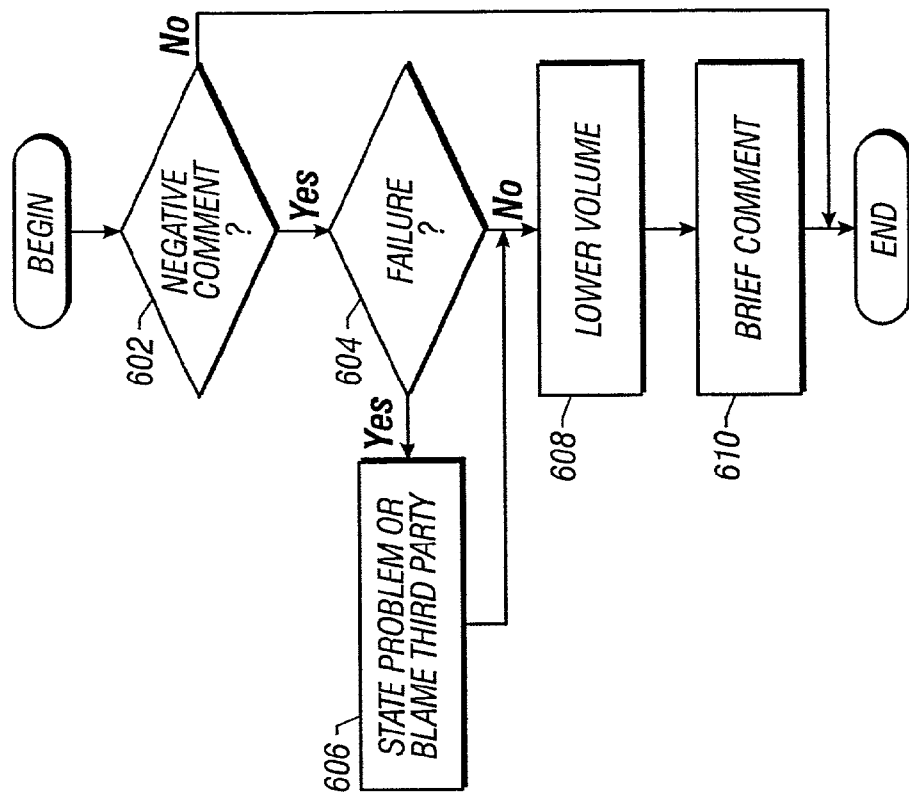 BEGIN
602
NEGATIVE
COMMENT
?
No
Yes
604
FAILURE
?
Yes
No
606
STATE PROBLEM OR
BLAME THIRD PARTY
608
LOWER VOLUME
610
BRIEF COMMENT
END